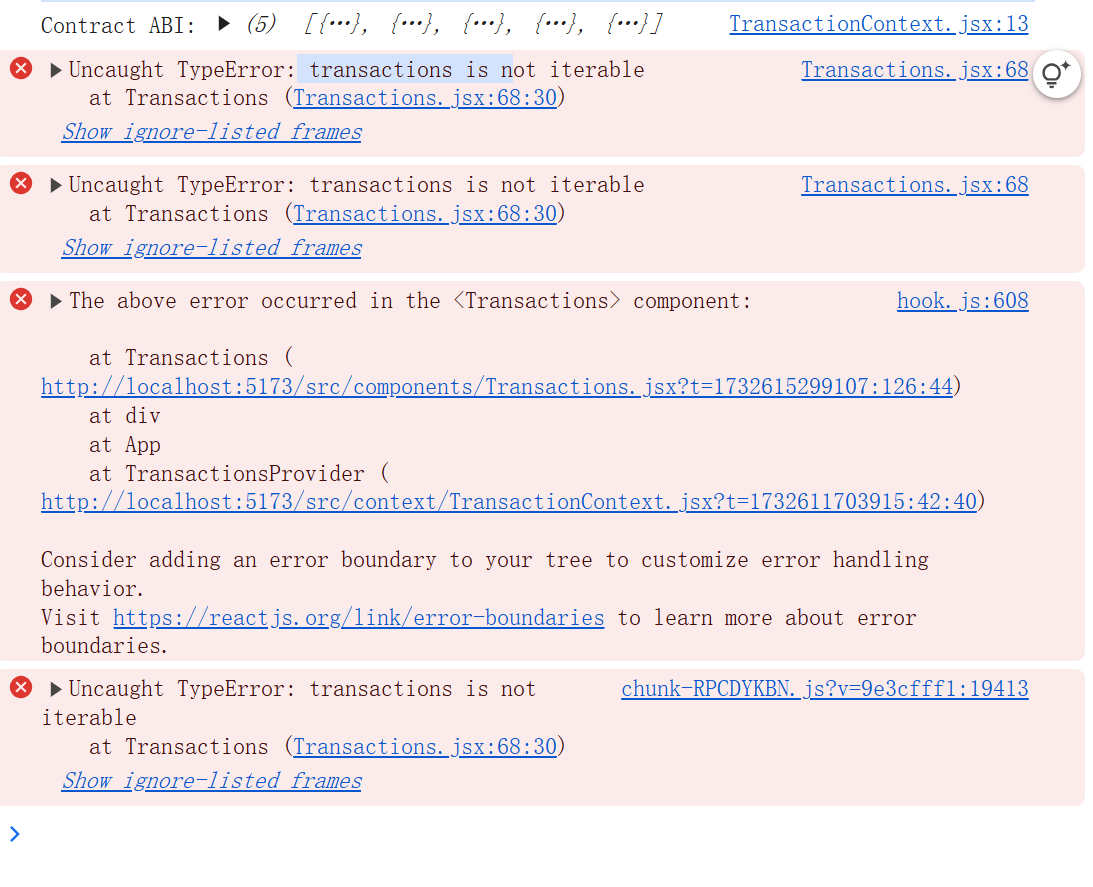 Contract ABI: ▶ (5) [{…}, {…}, {…}, {…}, {…}] TransactionContext.jsx:13
▶Uncaught TypeError: transactions is not iterable Transactions.jsx:68
at Transactions (Transactions.jsx:68:30)
Show ignore-listed frames
▶Uncaught TypeError: transactions is not iterable Transactions.jsx:68
at Transactions (Transactions.jsx:68:30)
Show ignore-listed frames
▶The above error occurred in the <Transactions> component: hook.js:608
at Transactions (
http://localhost:5173/src/components/Transactions.jsx?t=1732615299107:126:44)
at div
at App
at TransactionsProvider (
http://localhost:5173/src/context/TransactionContext.jsx?t=1732611703915:42:40)
Consider adding an error boundary to your tree to customize error handling
behavior.
Visit https://reactjs.org/link/error-boundaries to learn more about error
boundaries.
▶Uncaught TypeError: transactions is not chunk-RPCDYKBN.js?v=9e3cfff1:19413
iterable
at Transactions (Transactions.jsx:68:30)
Show ignore-listed frames